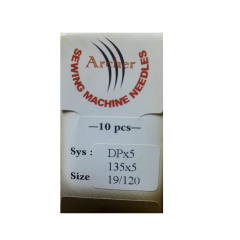 Archer
SEWING MACHINE NEEDLES
—10 pcs—
Sys : DPx5
135x5
Size 19/120